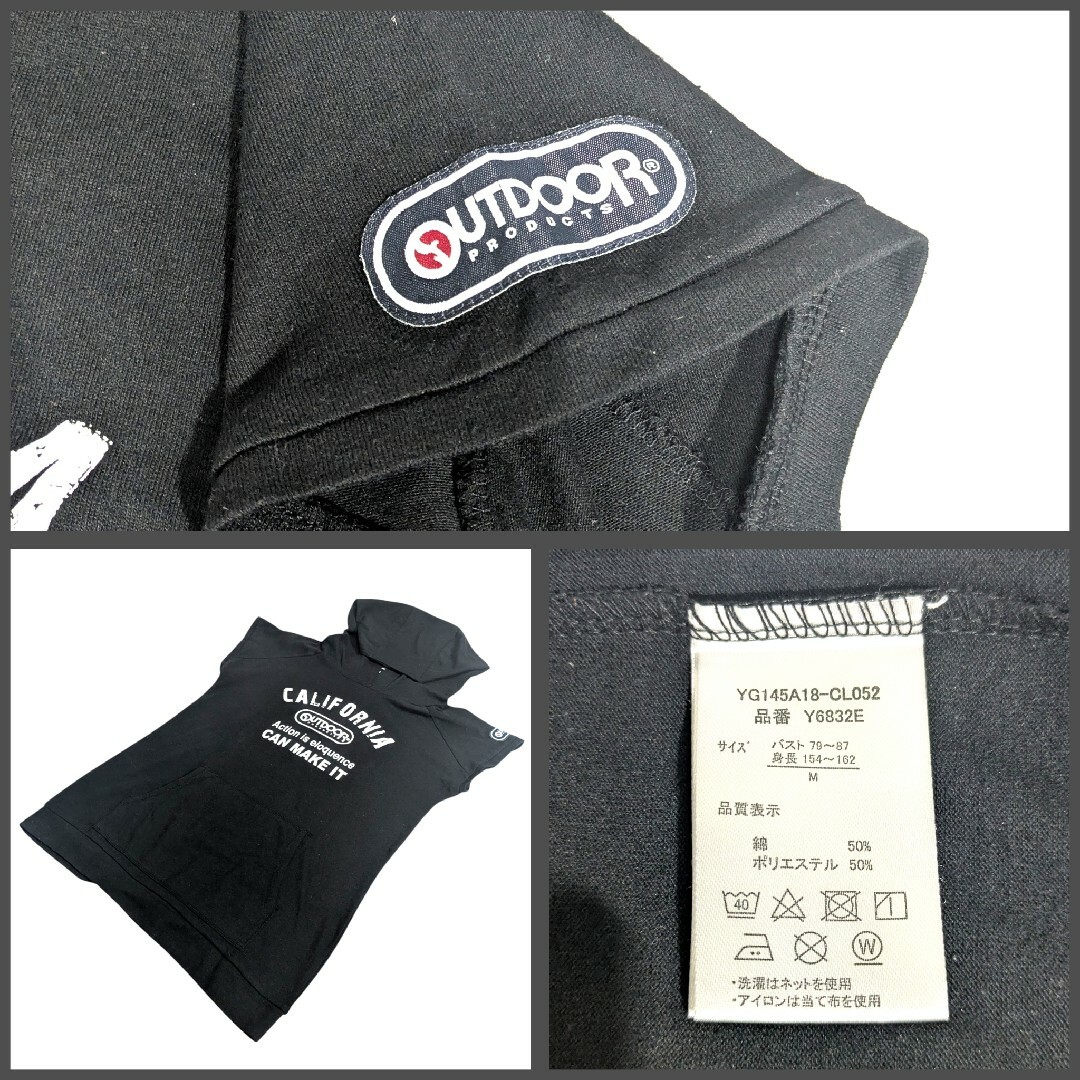 OUTDOOR®
PRODUCTS
CALIFORNIA
OUTDOOR
Action is eloquence
CAN MAKE IT
YG145A18-CL052
品番 Y6832E
サイズ バスト 79〜87
身長 154〜162
M
品質表示
綿 50%
ポリエステル 50%
40
W
・洗濯はネットを使用
・アイロンは当て布を使用